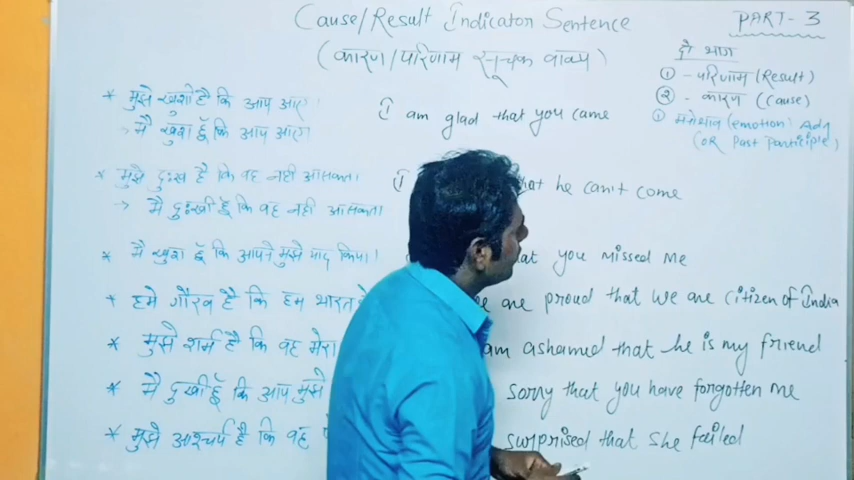 Cause/Result Indicator Sentence
PART-3
(कारण/परिणाम सूचक वाक्य)
दो भाग
① - परिणाम (Result)
② - कारण (Cause)
① मनोभाव (emotion) Adj
(OR Past Participle)
* मुझे खुशी है कि आप आए।
I am glad that you came
→ मैं खुश हूँ कि आप आए।
* मुझे दुःख है कि वह नहीं आ सकता।
I that he can't come
→ मैं दुःखी हूँ कि वह नहीं आ सकता
* मैं खुश हूँ कि आपने मुझे याद किया।
that you missed me
* हमें गौरव है कि हम भारत
are proud that we are citizen of India
* मुझे शर्म है कि वह मेरा
am ashamed that he is my friend
* मैं दुःखी हूँ कि आप मुझे
sorry that you have forgotten me
* मुझे आश्चर्य है कि वह
surprised that she failed